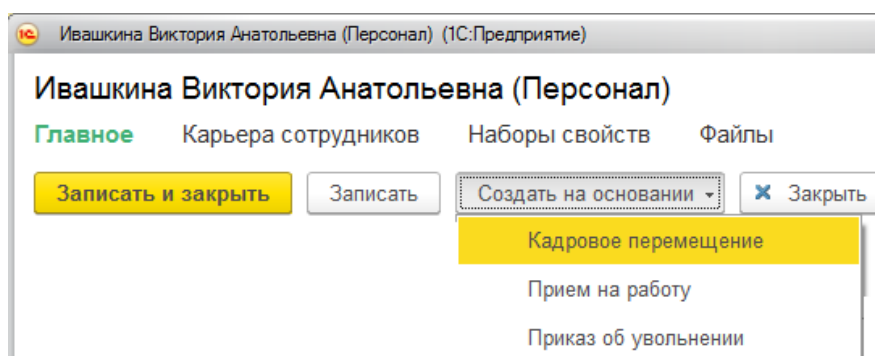 1С Ивашкина Виктория Анатольевна (Персонал) (1С:Предприятие)
Ивашкина Виктория Анатольевна (Персонал)
Главное Карьера сотрудников Наборы свойств Файлы
Записать и закрыть Записать Создать на основании Закрыть
Кадровое перемещение
Прием на работу
Приказ об увольнении